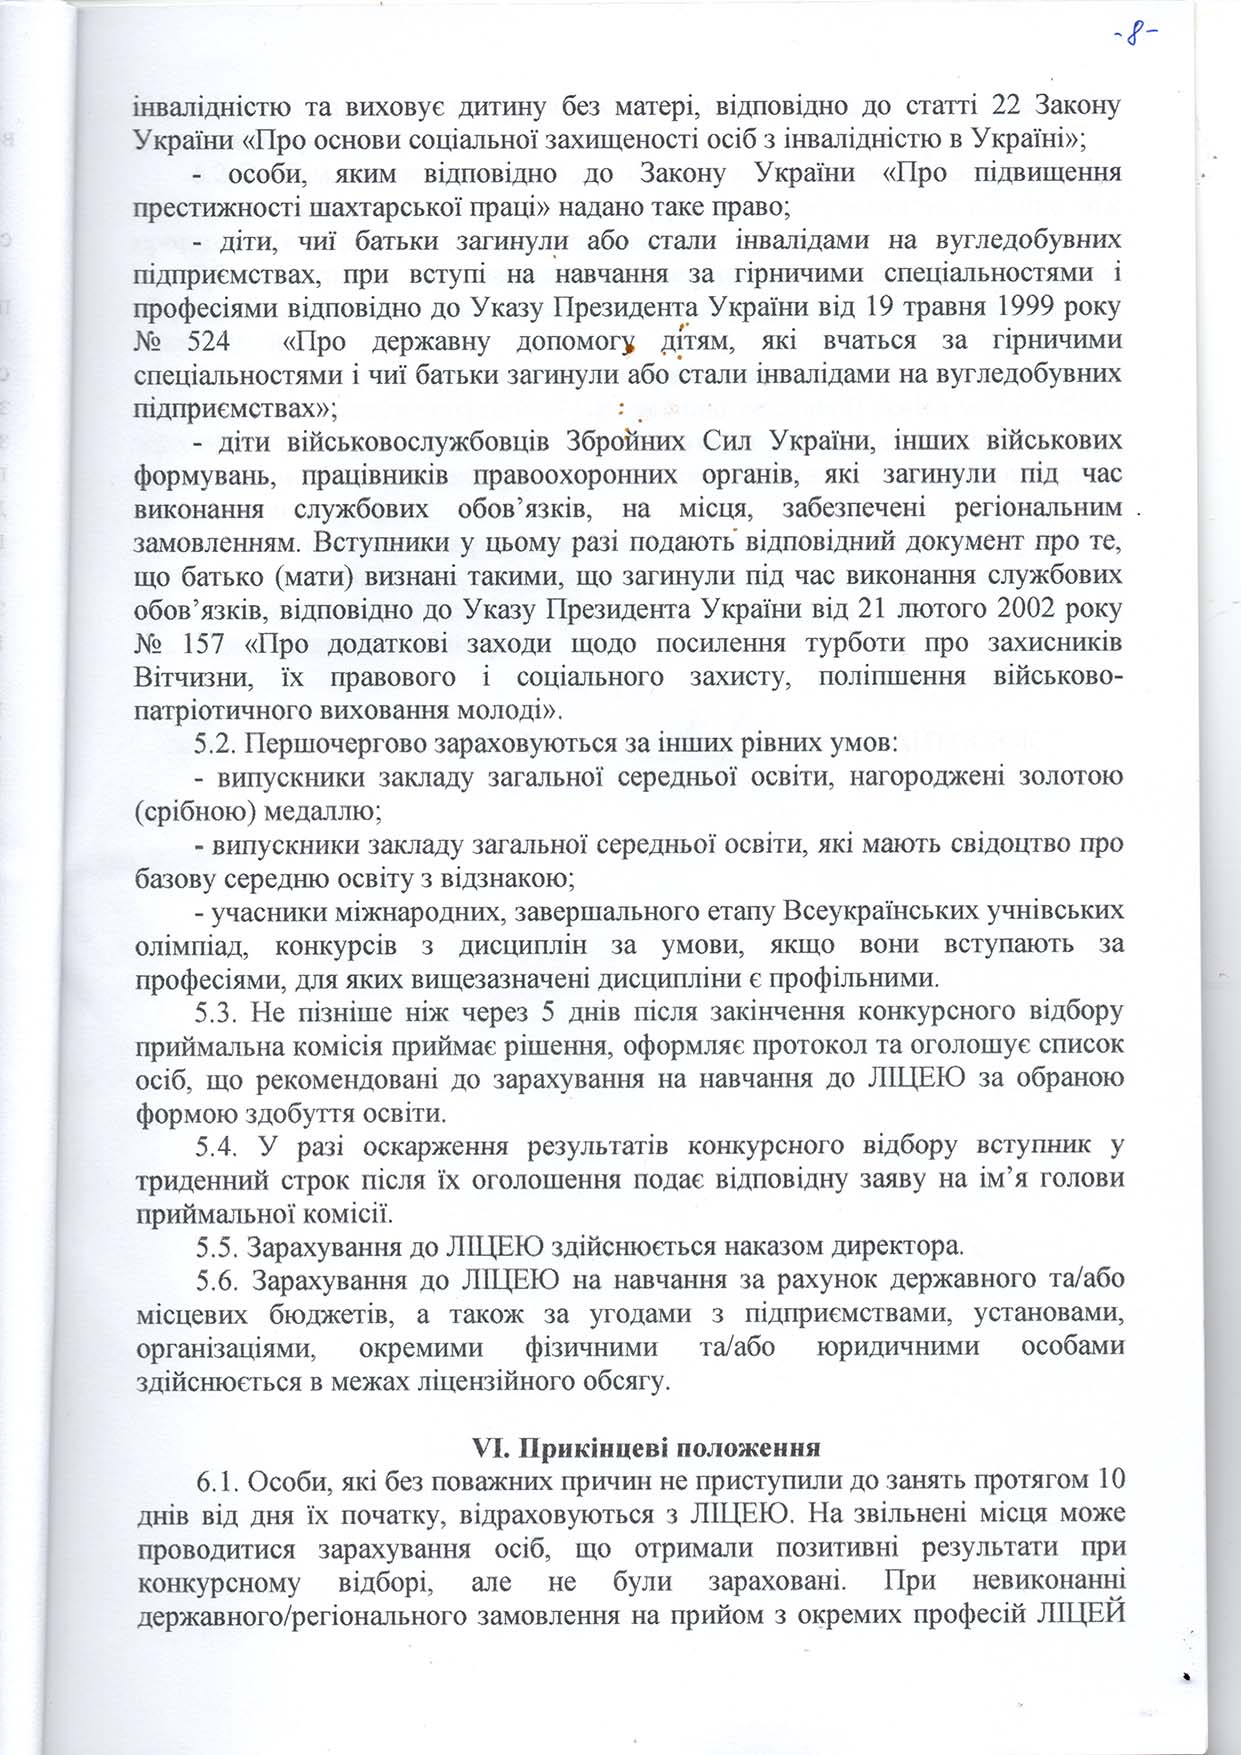 -8-
інвалідністю та виховує дитину без матері, відповідно до статті 22 Закону
України «Про основи соціальної захищеності осіб з інвалідністю в Україні»;
- особи, яким відповідно до Закону України «Про підвищення
престижності шахтарської праці» надано таке право;
- діти, чиї батьки загинули або стали інвалідами на вугледобувних
підприємствах, при вступі на навчання за гірничими спеціальностями і
професіями відповідно до Указу Президента України від 19 травня 1999 року
№ 524 «Про державну допомогу дітям, які вчаться за гірничими
спеціальностями і чиї батьки загинули або стали інвалідами на вугледобувних
підприємствах»;
- діти військовослужбовців Збройних Сил України, інших військових
формувань, працівників правоохоронних органів, які загинули під час
виконання службових обов’язків, на місця, забезпечені регіональним
замовленням. Вступники у цьому разі подають відповідний документ про те,
що батько (мати) визнані такими, що загинули під час виконання службових
обов’язків, відповідно до Указу Президента України від 21 лютого 2002 року
№ 157 «Про додаткові заходи щодо посилення турботи про захисників
Вітчизни, їх правового і соціального захисту, поліпшення військово-
патріотичного виховання молоді».
5.2. Першочергово зараховуються за інших рівних умов:
- випускники закладу загальної середньої освіти, нагороджені золотою
(срібною) медаллю;
- випускники закладу загальної середньої освіти, які мають свідоцтво про
базову середню освіту з відзнакою;
- учасники міжнародних, завершального етапу Всеукраїнських учнівських
олімпіад, конкурсів з дисциплін за умови, якщо вони вступають за
професіями, для яких вищезазначені дисципліни є профільними.
5.3. Не пізніше ніж через 5 днів після закінчення конкурсного відбору
приймальна комісія приймає рішення, оформляє протокол та оголошує список
осіб, що рекомендовані до зарахування на навчання до ЛІЦЕЮ за обраною
формою здобуття освіти.
5.4. У разі оскарження результатів конкурсного відбору вступник у
триденний строк після їх оголошення подає відповідну заяву на ім’я голови
приймальної комісії.
5.5. Зарахування до ЛІЦЕЮ здійснюється наказом директора.
5.6. Зарахування до ЛІЦЕЮ на навчання за рахунок державного та/або
місцевих бюджетів, а також за угодами з підприємствами, установами,
організаціями, окремими фізичними та/або юридичними особами
здійснюється в межах ліцензійного обсягу.
VI. Прикінцеві положення
6.1. Особи, які без поважних причин не приступили до занять протягом 10
днів від дня їх початку, відраховуються з ЛІЦЕЮ. На звільнені місця може
проводитися зарахування осіб, що отримали позитивні результати при
конкурсному відборі, але не були зараховані. При невиконанні
державного/регіонального замовлення на прийом з окремих професій ЛІЦЕЙ